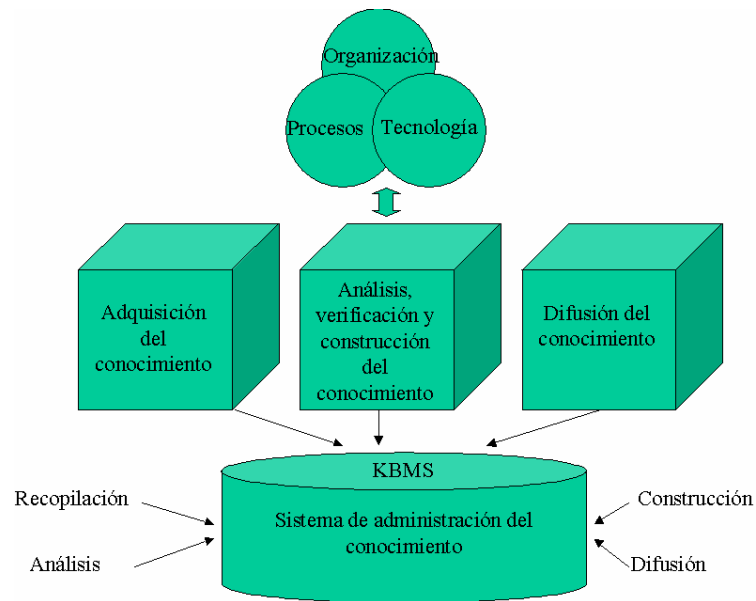 Organización
Procesos
Tecnología
Adquisición
del
conocimiento
Análisis,
verificación y
construcción
del
conocimiento
Difusión del
conocimiento
KBMS
Sistema de administración del
conocimiento
Recopilación
Análisis
Construcción
Difusión